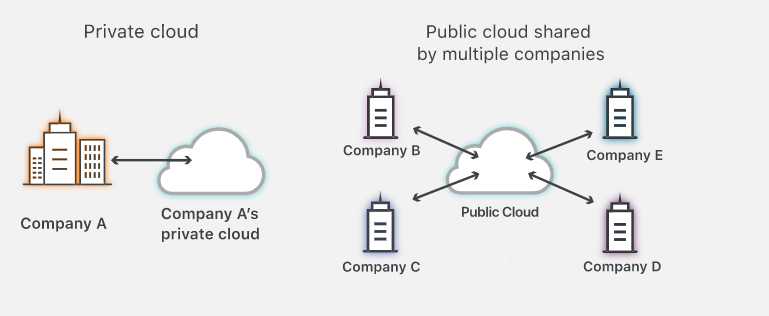 Private cloud
Public cloud shared
by multiple companies
Company A
Company A's
private cloud
Company B
Company E
Public Cloud
Company C
Company D